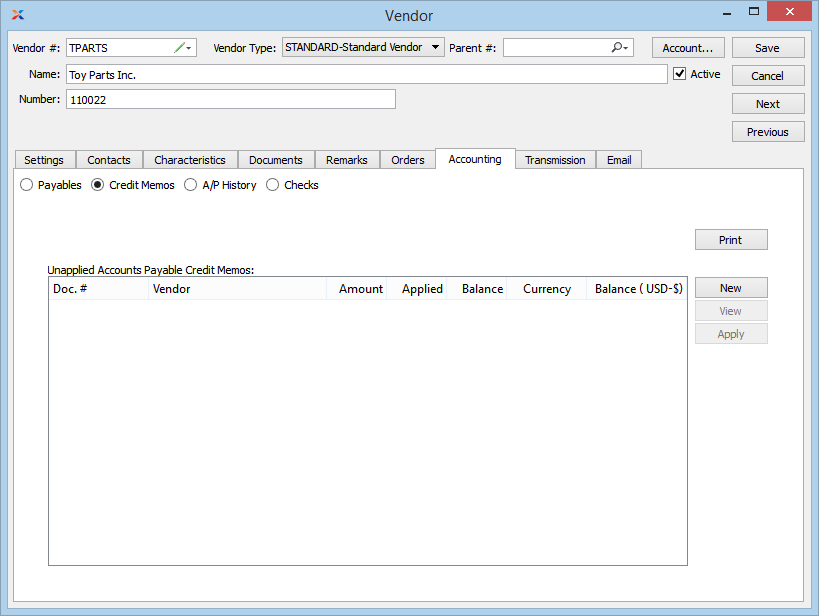 Vendor
Vendor #: TPARTS Vendor Type: STANDARD-Standard Vendor Parent #: Account... Save
Name: Toy Parts Inc. Active Cancel
Number: 110022 Next
Previous
Settings Contacts Characteristics Documents Remarks Orders Accounting Transmission Email
Payables Credit Memos A/P History Checks
Print
Unapplied Accounts Payable Credit Memos:
Doc. # Vendor Amount Applied Balance Currency Balance ( USD-$) New
View
Apply